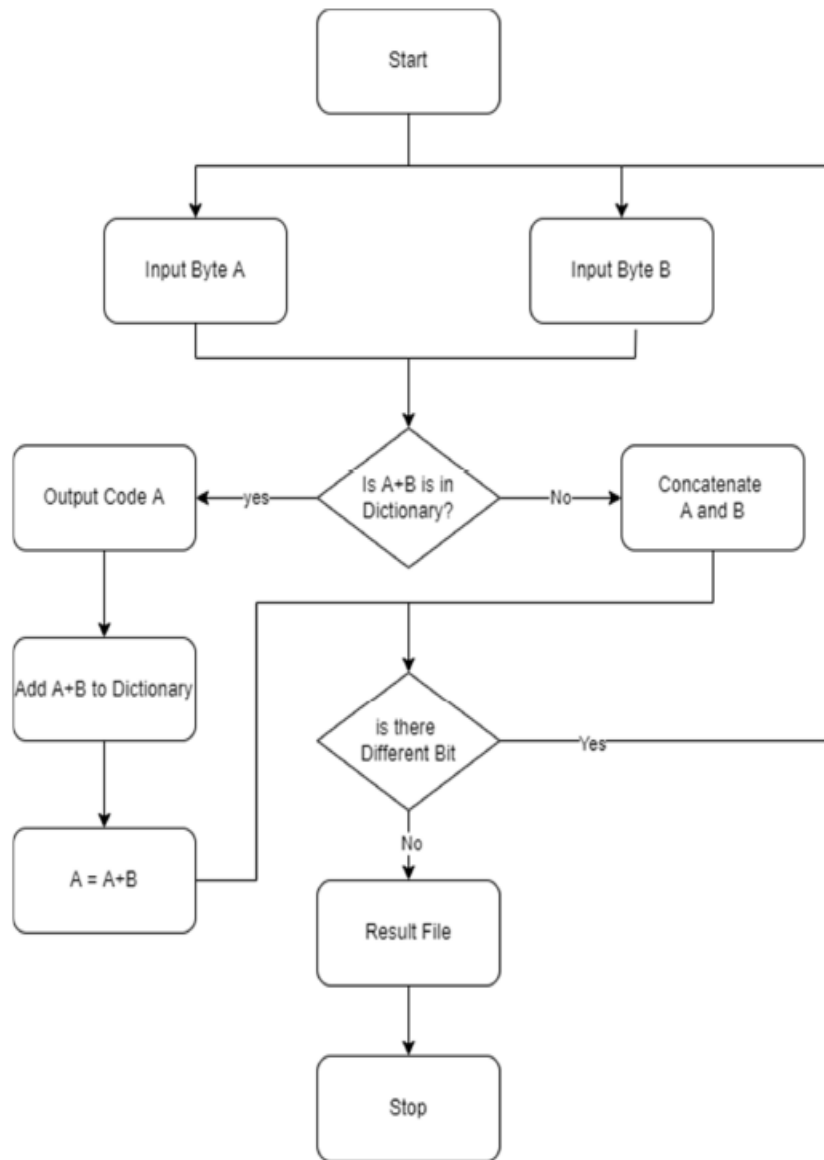 Start
Input Byte A
Input Byte B
Is A+B is in
Dictionary?
yes
Output Code A
No
Concatenate
A and B
Add A+B to Dictionary
is there
Different Bit
Yes
A = A+B
No
Result File
Stop